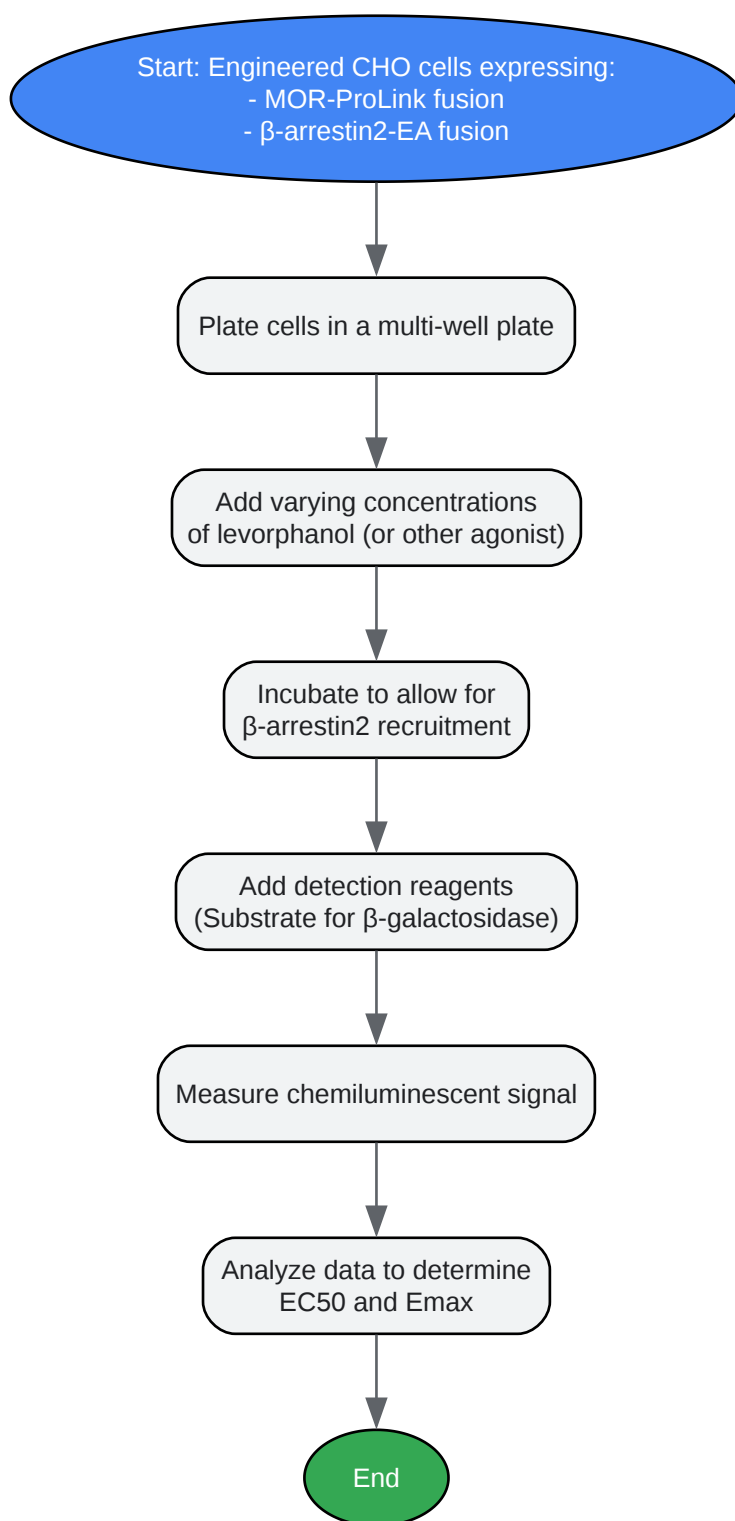 Start: Engineered CHO cells expressing:
- MOR-ProLink fusion
- β-arrestin2-EA fusion
Plate cells in a multi-well plate
Add varying concentrations
of levorphanol (or other agonist)
Incubate to allow for
β-arrestin2 recruitment
Add detection reagents
(Substrate for β-galactosidase)
Measure chemiluminescent signal
Analyze data to determine
EC50 and Emax
End